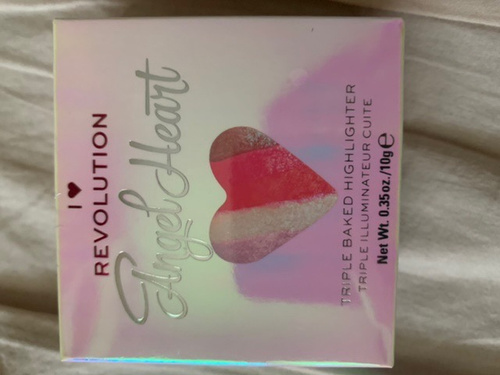 I ♥
REVOLUTION
Angel Heart
TRIPLE BAKED HIGHLIGHTER
TRIPLE ILLUMINATEUR CUITE
Net Wt. 0.35oz./10g℮